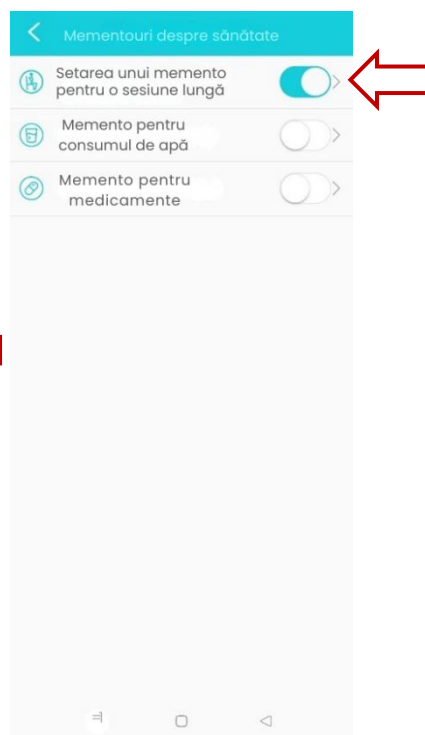 Mementouri despre sănătate
Setarea unui memento
pentru o sesiune lungă
Memento pentru
consumul de apă
Memento pentru
medicamente